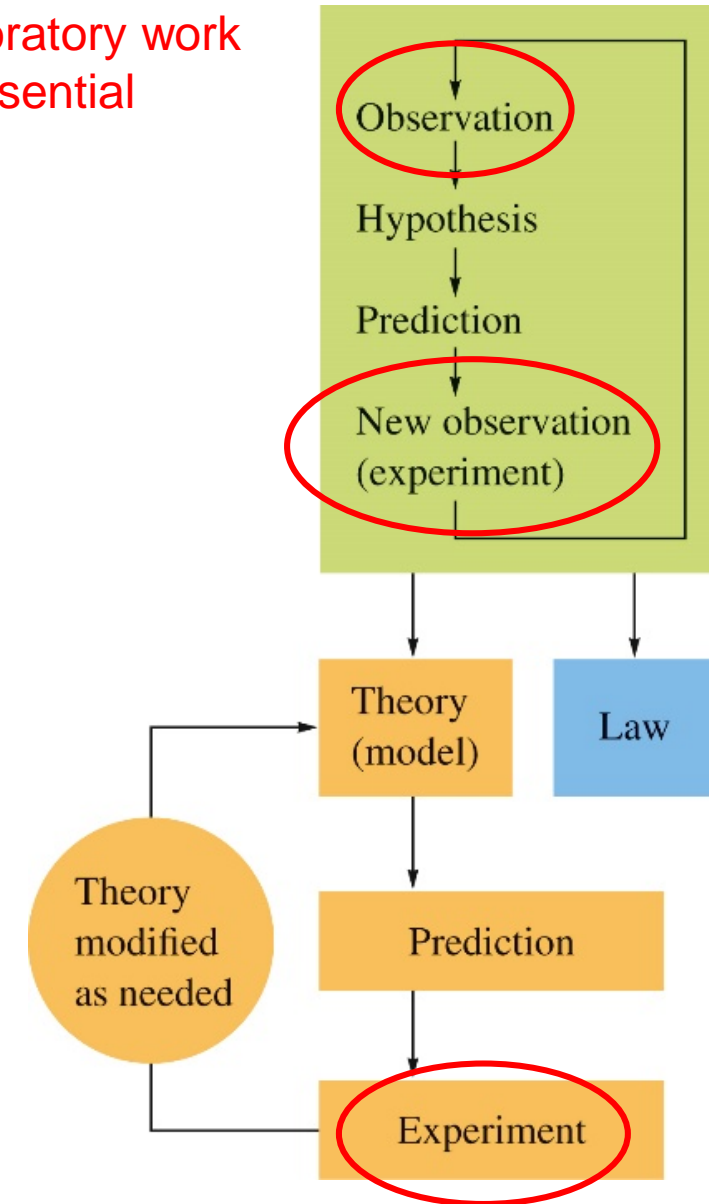 oratory work
sential
Observation
Hypothesis
Prediction
New observation
(experiment)
Theory
(model)
Law
Theory
modified
as needed
Prediction
Experiment